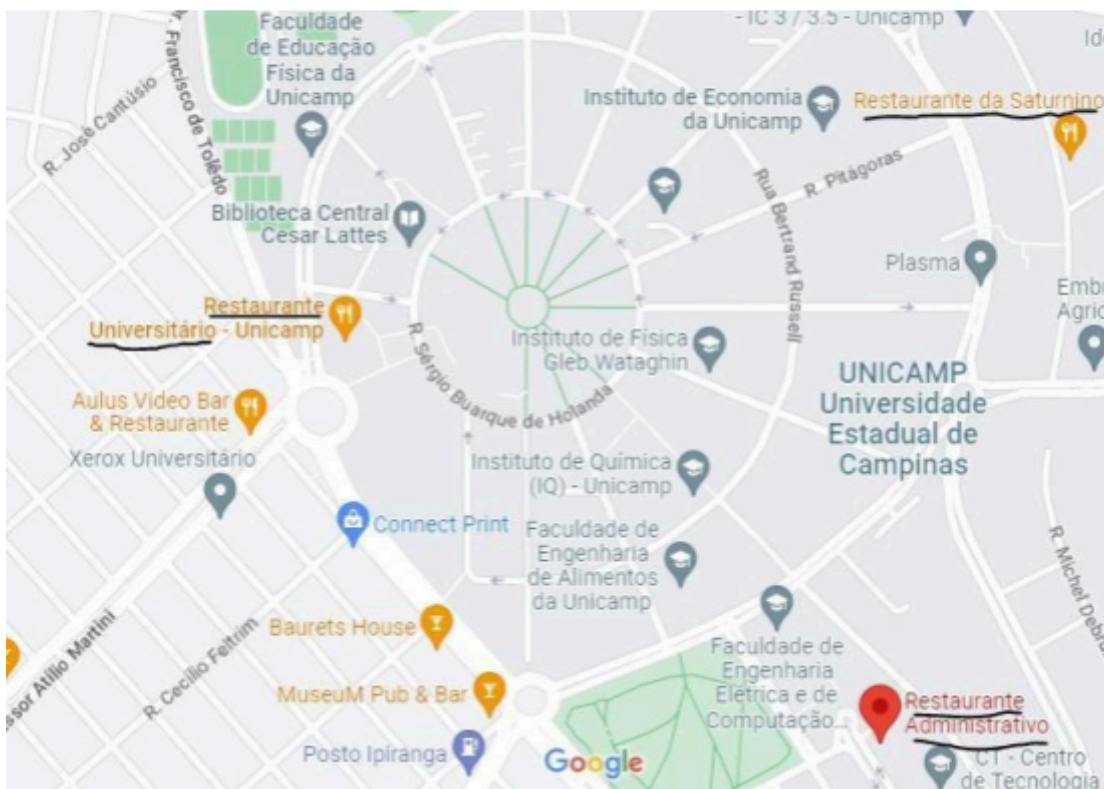 Faculdade
de Educação
Física da
Unicamp
- IC 3 / 3.5 - Unicamp
R. José Cantúsio
Francisco de Tolêdo
Instituto de Economia
da Unicamp
Restaurante da Saturnino
R. Pitágoras
Rua Bertrand Russell
Biblioteca Central
Cesar Lattes
Plasma
Restaurante
Universitário - Unicamp
Instituto de Física
Gleb Wataghin
R. Sérgio Buarque de Holanda
UNICAMP
Universidade
Estadual de
Campinas
Aulus Video Bar
& Restaurante
Xerox Universitário
Instituto de Química
(IQ) - Unicamp
Connect Print
Faculdade de
Engenharia
de Alimentos
da Unicamp
Baurets House
R. Cecílio Feltrim
Atílio Martini
MuseuM Pub & Bar
Faculdade de
Engenharia
Elétrica e de
Computação...
Restaurante
Administrativo
Posto Ipiranga
Google
CT - Centro
de Tecnologia
R. Michel